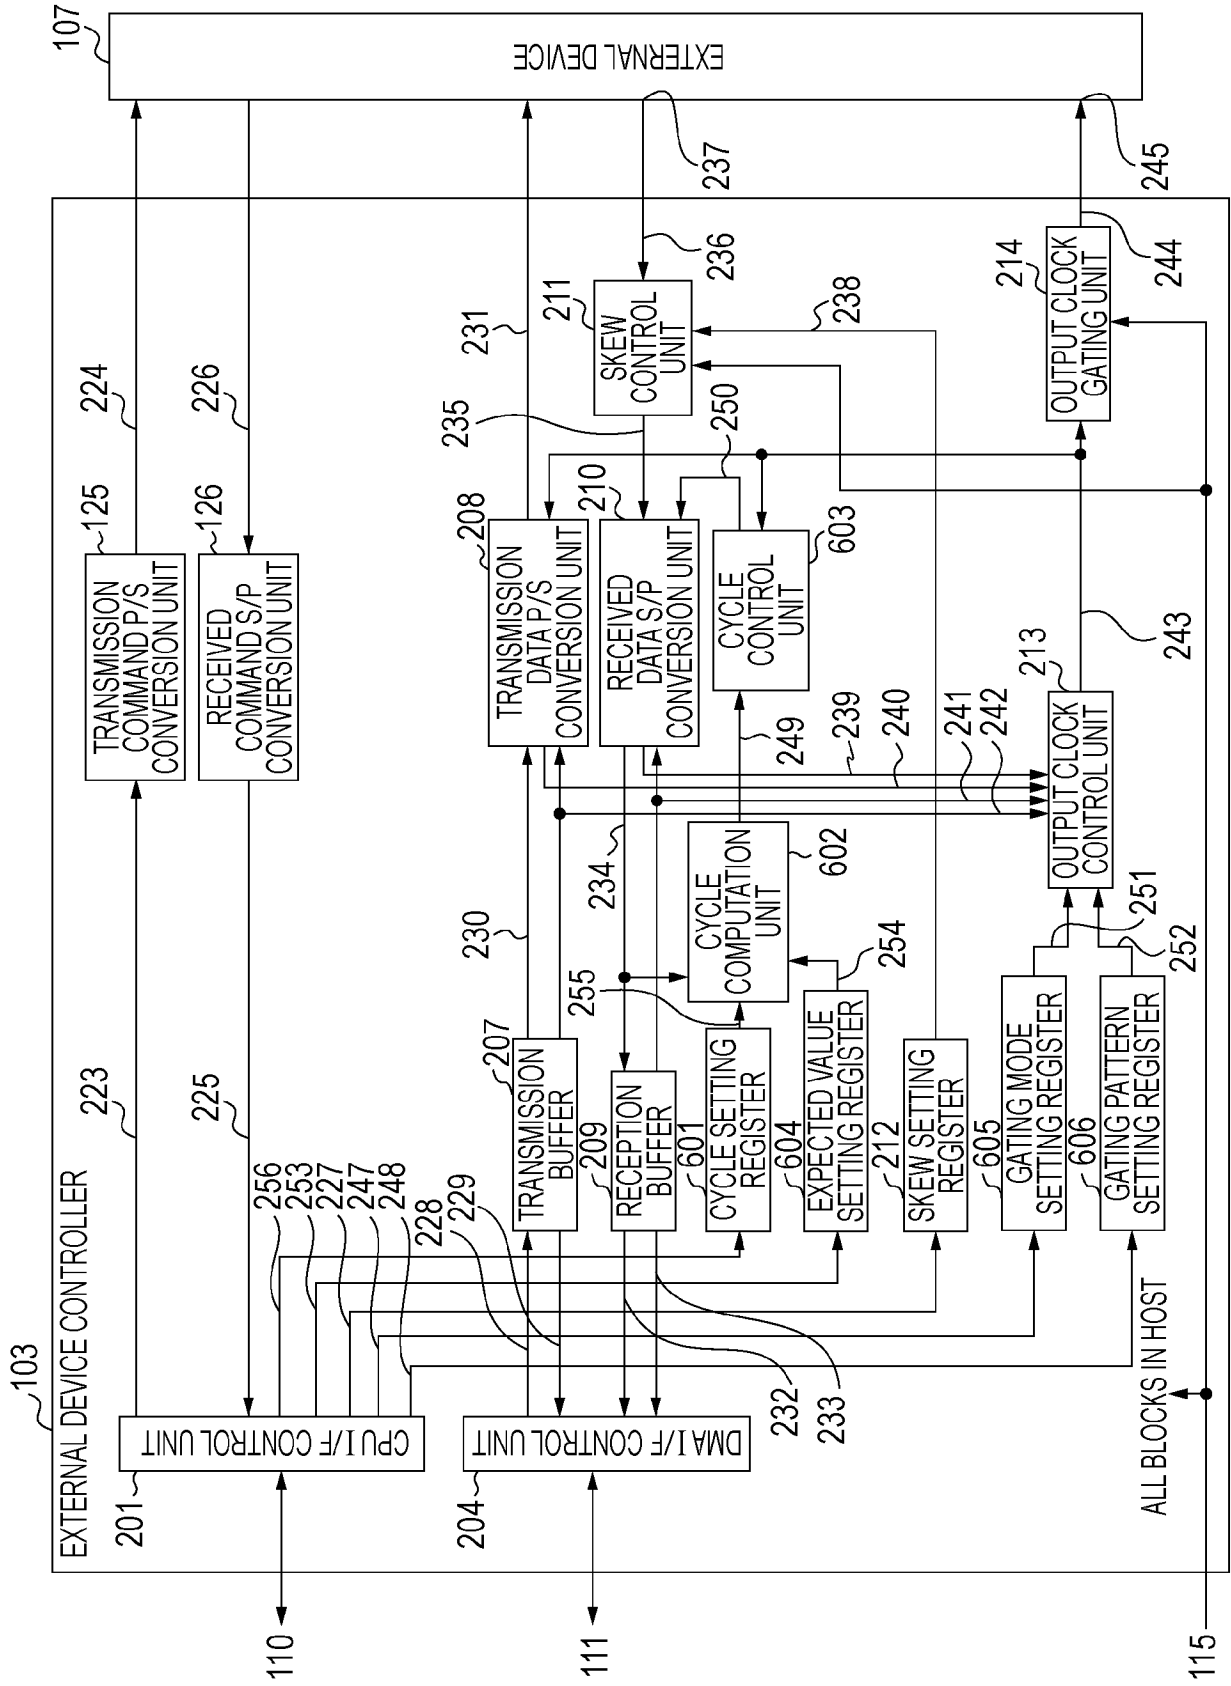 103
EXTERNAL DEVICE CONTROLLER
107
EXTERNAL DEVICE
201
CPU I/F CONTROL UNIT
223
125
TRANSMISSION
COMMAND P/S
CONVERSION UNIT
224
225
126
RECEIVED
COMMAND S/P
CONVERSION UNIT
226
110
256
253
227
247
248
228
229
204
DMA I/F CONTROL UNIT
111
232
233
207
TRANSMISSION
BUFFER
230
208
TRANSMISSION
DATA P/S
CONVERSION UNIT
231
209
RECEPTION
BUFFER
234
210
RECEIVED
DATA S/P
CONVERSION UNIT
235
211
SKEW
CONTROL
UNIT
236
237
238
250
601
CYCLE SETTING
REGISTER
255
CYCLE
COMPUTATION
UNIT
602
249
CYCLE
CONTROL
UNIT
603
604
EXPECTED VALUE
SETTING REGISTER
254
239
240
241
242
212
SKEW SETTING
REGISTER
605
GATING MODE
SETTING REGISTER
251
606
GATING PATTERN
SETTING REGISTER
252
213
OUTPUT CLOCK
CONTROL UNIT
243
214
OUTPUT CLOCK
GATING UNIT
244
245
ALL BLOCKS IN HOST
115